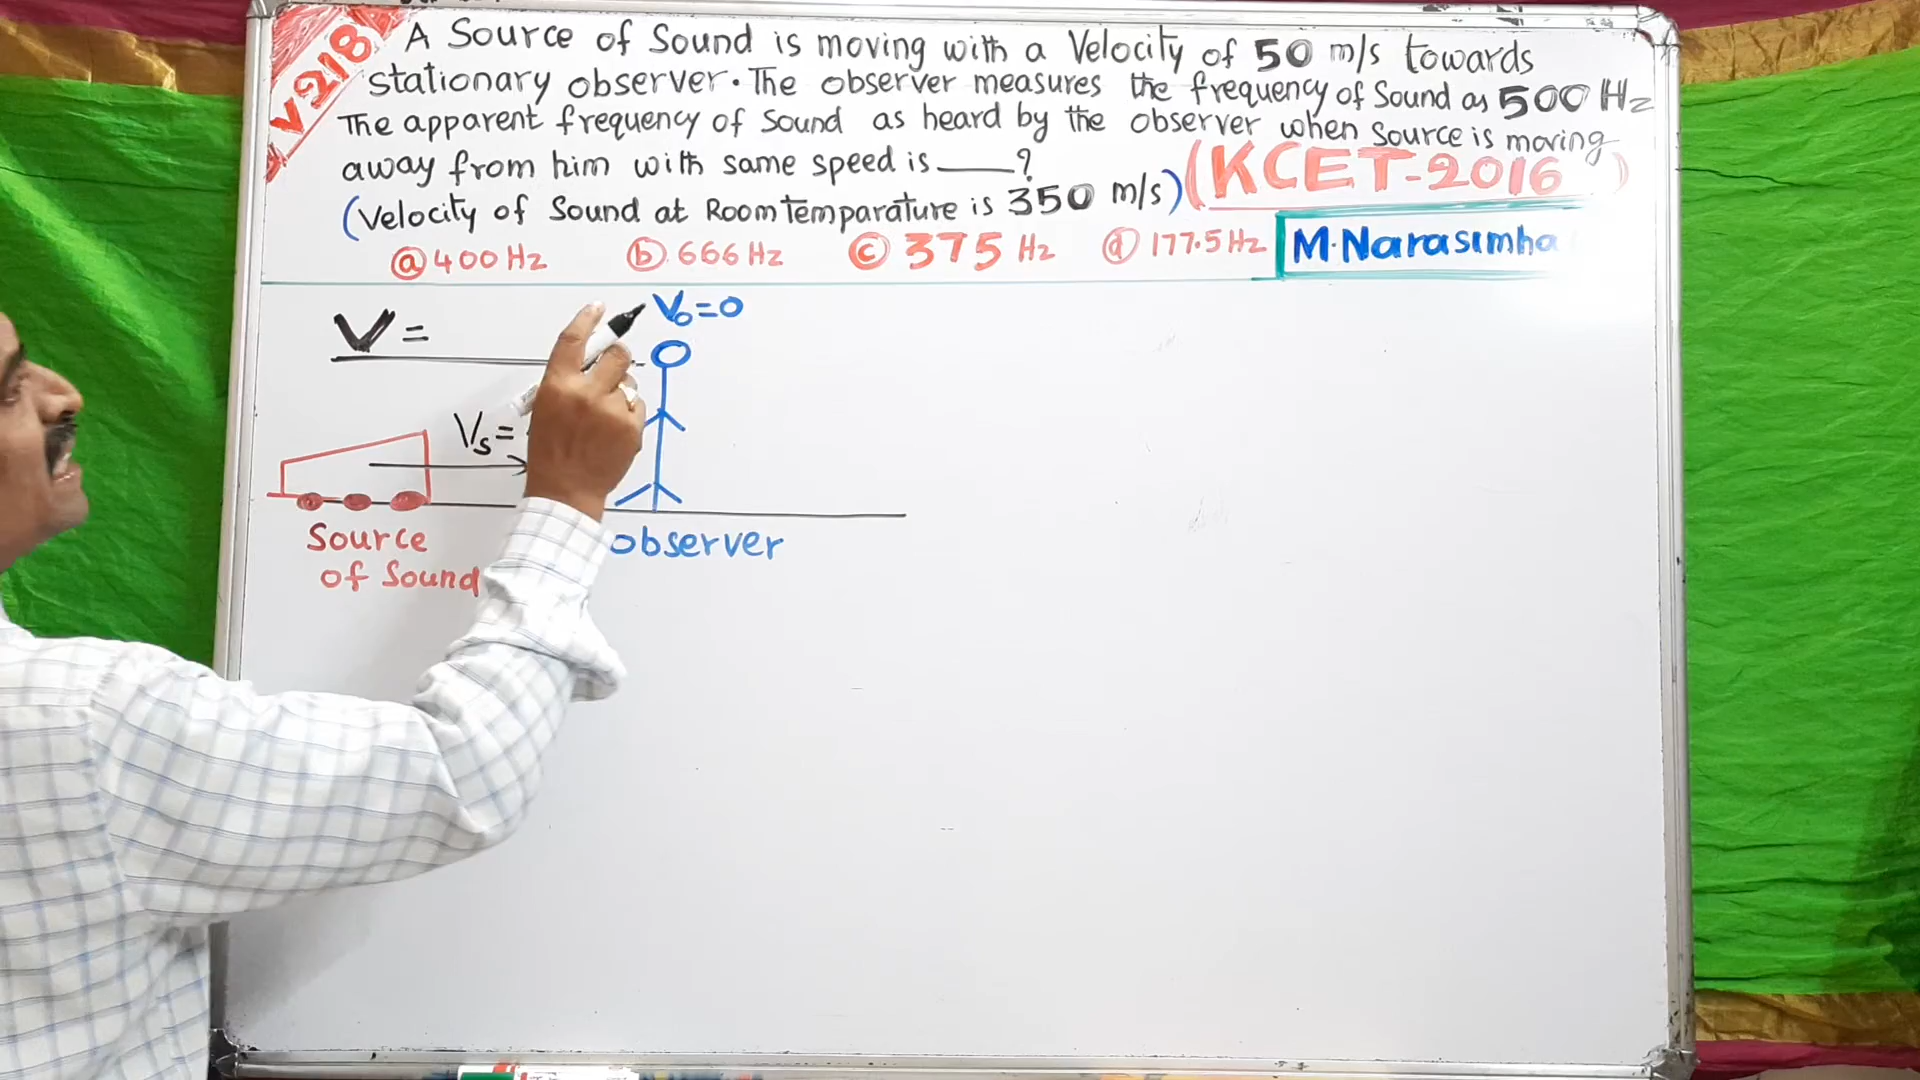 V218
A Source of Sound is moving with a Velocity of 50 m/s towards
stationary observer. The observer measures the frequency of Sound as 500 Hz
The apparent frequency of Sound as heard by the observer when source is moving
away from him with same speed is ____?
(KCET-2016)
(Velocity of Sound at Room temparature is 350 m/s)
(a) 400 Hz (b) 666 Hz (c) 375 Hz (d) 177.5 Hz
M.Narasimha
V =
Vo=0
Vs=
Source
of Sound
observer